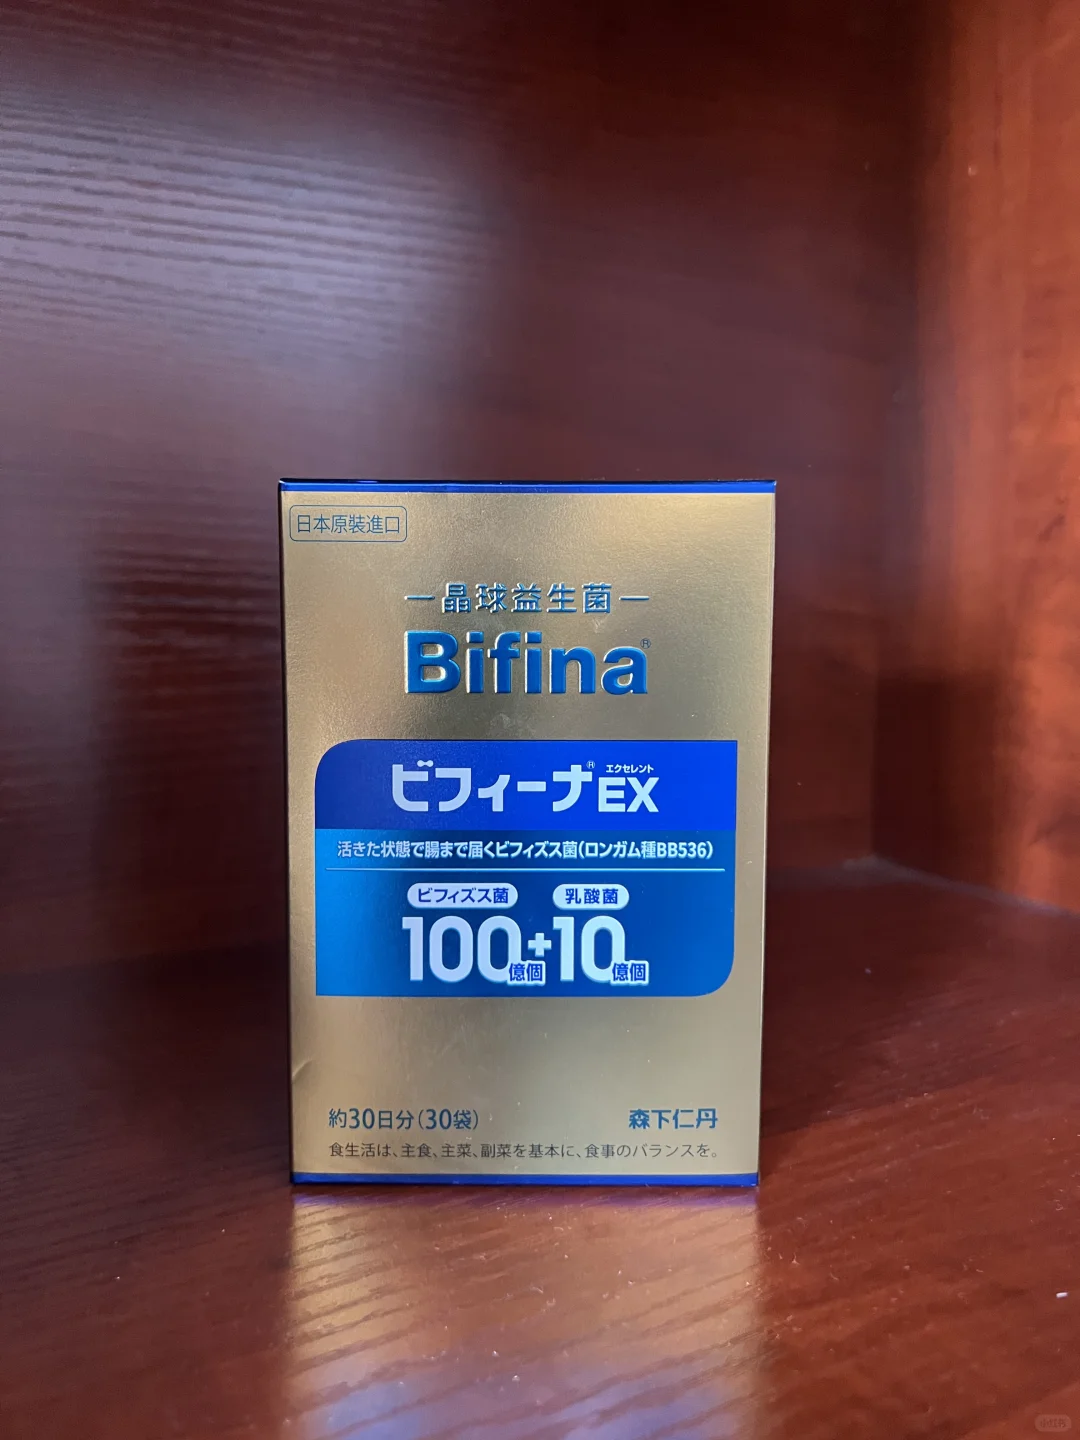 日本原裝進口
晶球益生菌
Bifina®
ビフィーナ®EX
エクセレント
活きた状態で腸まで届くビフィズス菌(ロンガム種BB536)
ビフィズス菌 乳酸菌
100億個+10億個
約30日分(30袋) 森下仁丹
食生活は、主食、主菜、副菜を基本に、食事のバランスを。
小红书